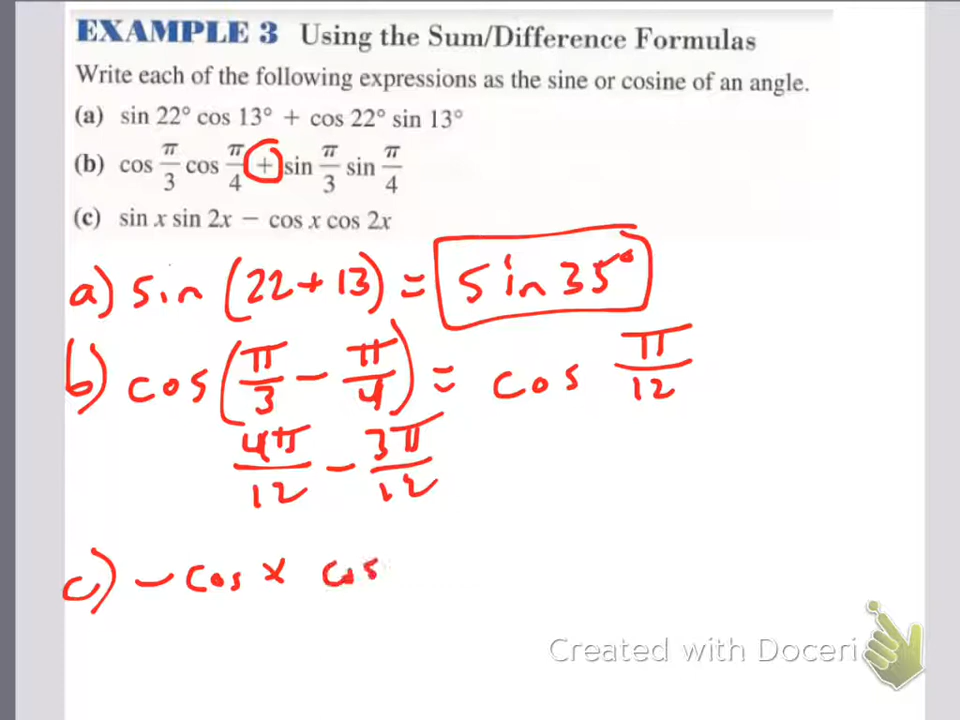 EXAMPLE 3 Using the Sum/Difference Formulas
Write each of the following expressions as the sine or cosine of an angle.
(a) sin 22° cos 13° + cos 22° sin 13°
(b) cos π/3 cos π/4 + sin π/3 sin π/4
(c) sin x sin 2x − cos x cos 2x
a) sin (22+13) = sin 35°
b) cos(π/3 − π/4) = cos π/12
4π/12 − 3π/12
c) − cos x cos
Created with Doceri